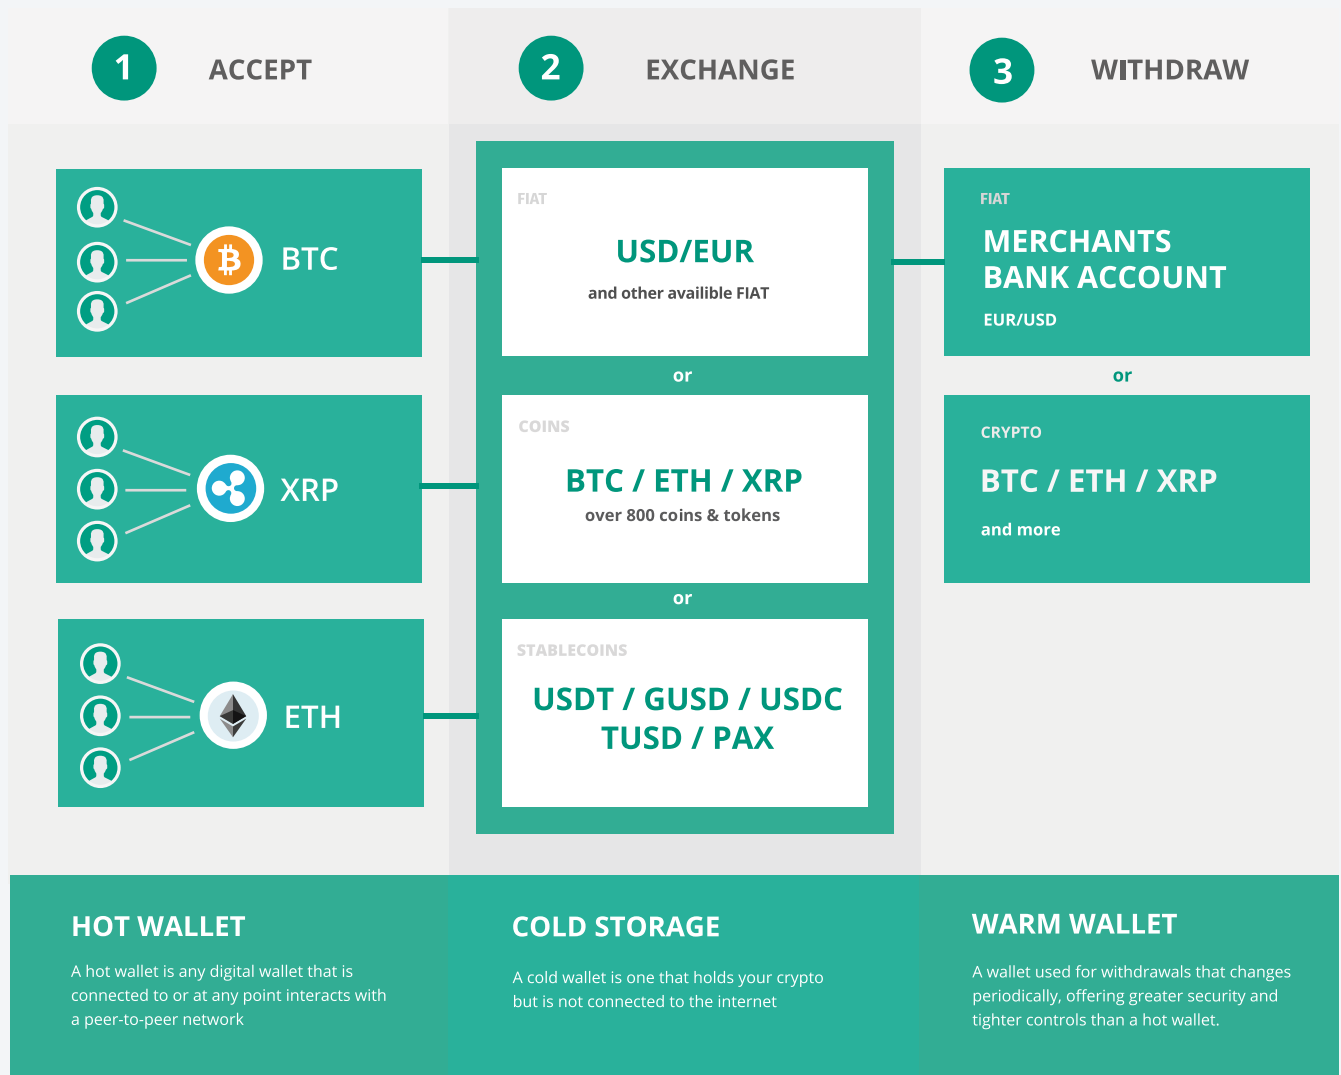 1 ACCEPT
2 EXCHANGE
3 WITHDRAW
BTC
XRP
ETH
FIAT
USD/EUR
and other availible FIAT
or
COINS
BTC / ETH / XRP
over 800 coins & tokens
or
STABLECOINS
USDT / GUSD / USDC
TUSD / PAX
FIAT
MERCHANTS
BANK ACCOUNT
EUR/USD
or
CRYPTO
BTC / ETH / XRP
and more
HOT WALLET
A hot wallet is any digital wallet that is
connected to or at any point interacts with
a peer-to-peer network
COLD STORAGE
A cold wallet is one that holds your crypto
but is not connected to the internet
WARM WALLET
A wallet used for withdrawals that changes
periodically, offering greater security and
tighter controls than a hot wallet.